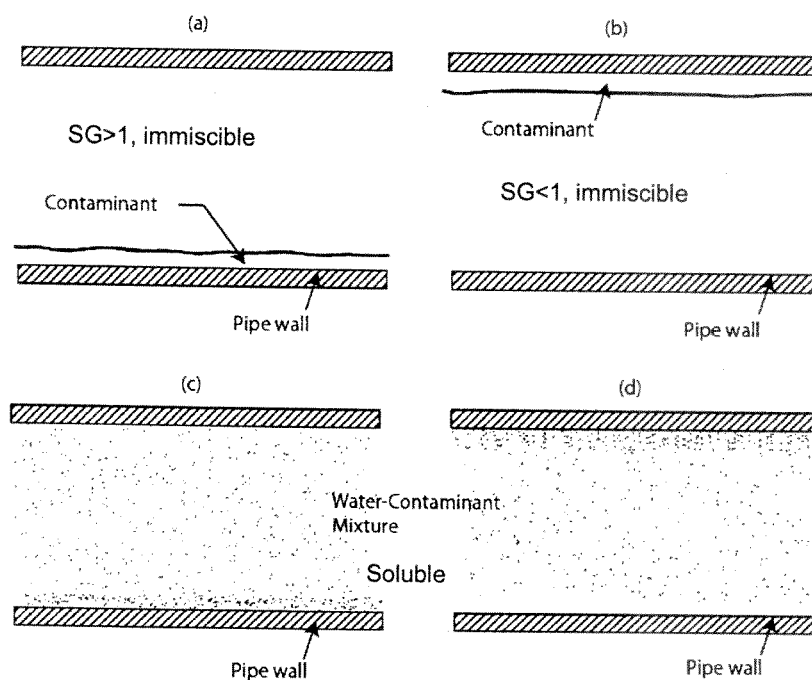 (a)
SG>1, immiscible
Contaminant
Pipe wall
(b)
Contaminant
SG<1, immiscible
Pipe wall
(c)
Water-Contaminant
Mixture
Soluble
Pipe wall
(d)
Pipe wall